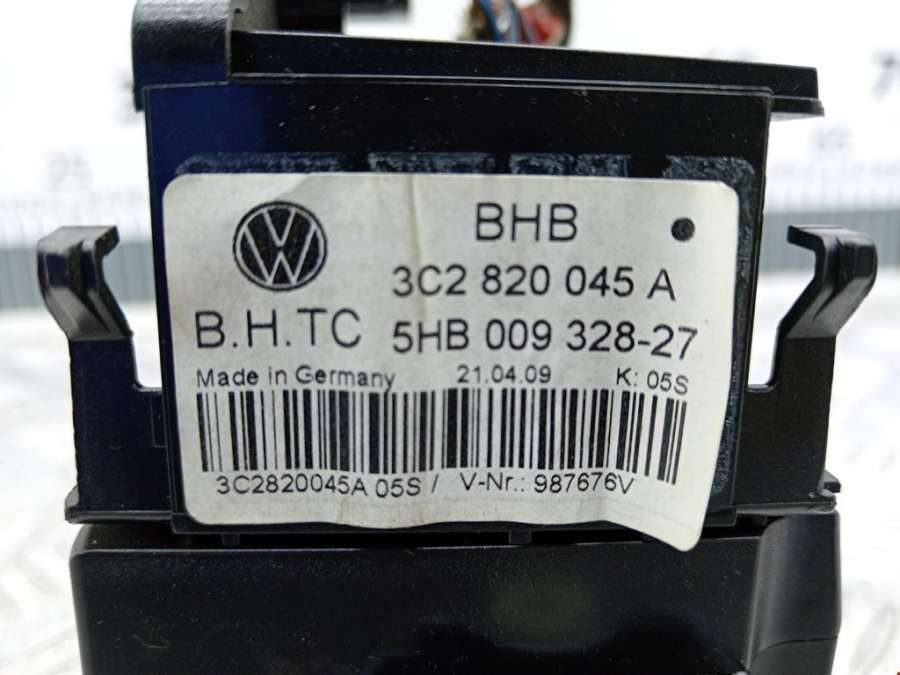 BHB
3C2 820 045 A
B.H.TC 5HB 009 328-27
Made in Germany 21.04.09 K: 05S
3C2820045A 05S / V-Nr.: 987676V